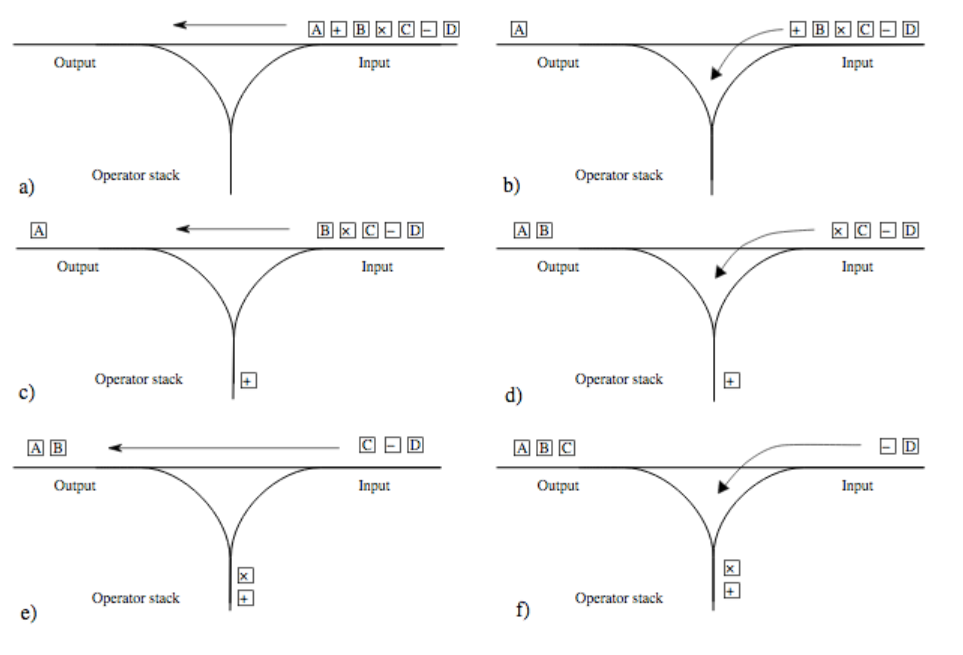 A + B × C − D
Output
Input
Operator stack
a)
A
+ B × C − D
Output
Input
Operator stack
b)
A
B × C − D
Output
Input
+
Operator stack
c)
A B
× C − D
Output
Input
+
Operator stack
d)
A B
C − D
Output
Input
×
+
Operator stack
e)
A B C
− D
Output
Input
×
+
Operator stack
f)